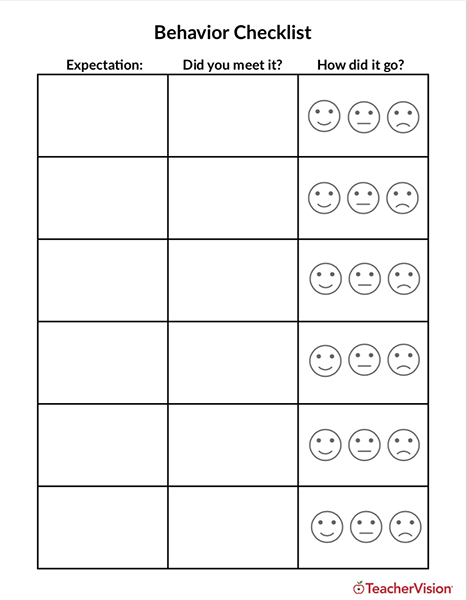 Behavior Checklist
Expectation: Did you meet it? How did it go?
TeacherVision®